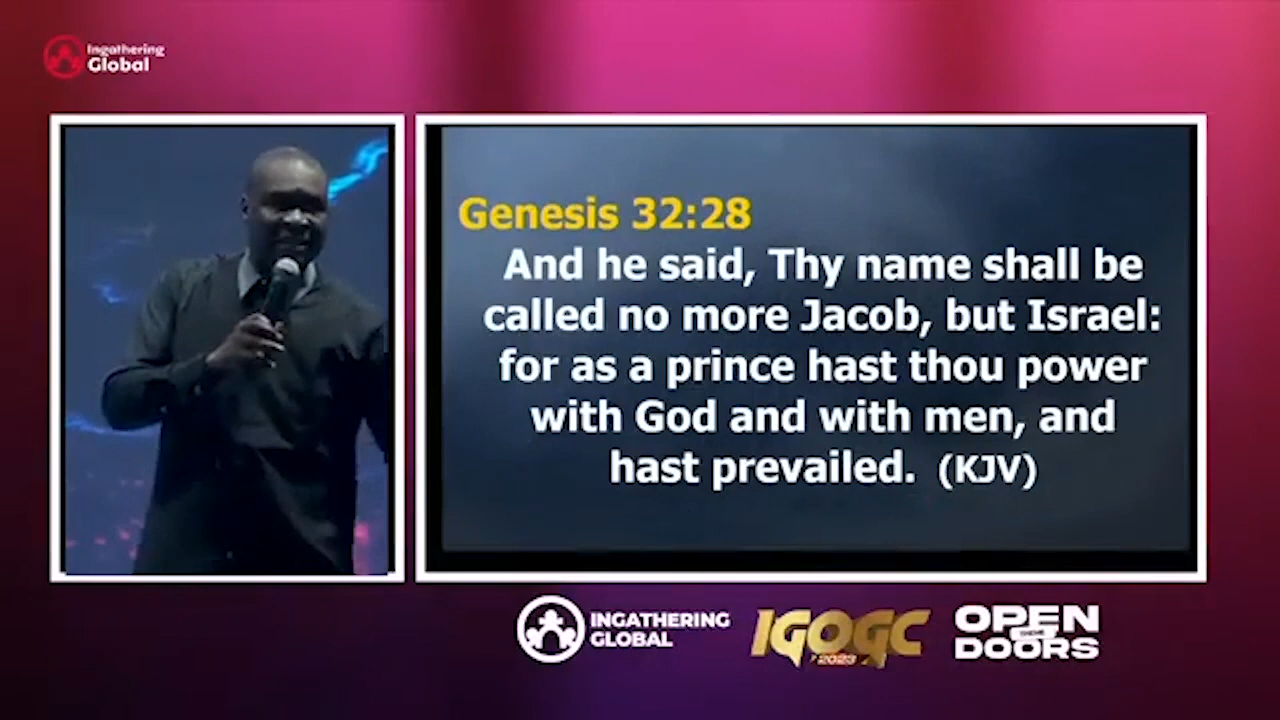 Ingathering
Global
Genesis 32:28
And he said, Thy name shall be
called no more Jacob, but Israel:
for as a prince hast thou power
with God and with men, and
hast prevailed. (KJV)
INGATHERING
GLOBAL
IGOGC
2023
OPEN
DOORS